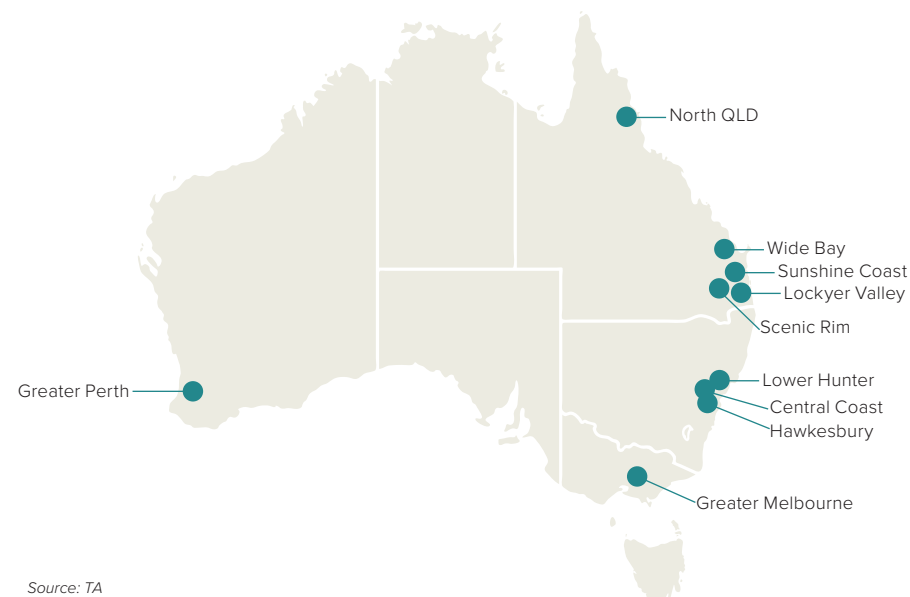 North QLD
Wide Bay
Sunshine Coast
Lockyer Valley
Scenic Rim
Lower Hunter
Greater Perth
Central Coast
Hawkesbury
Greater Melbourne
Source: TA